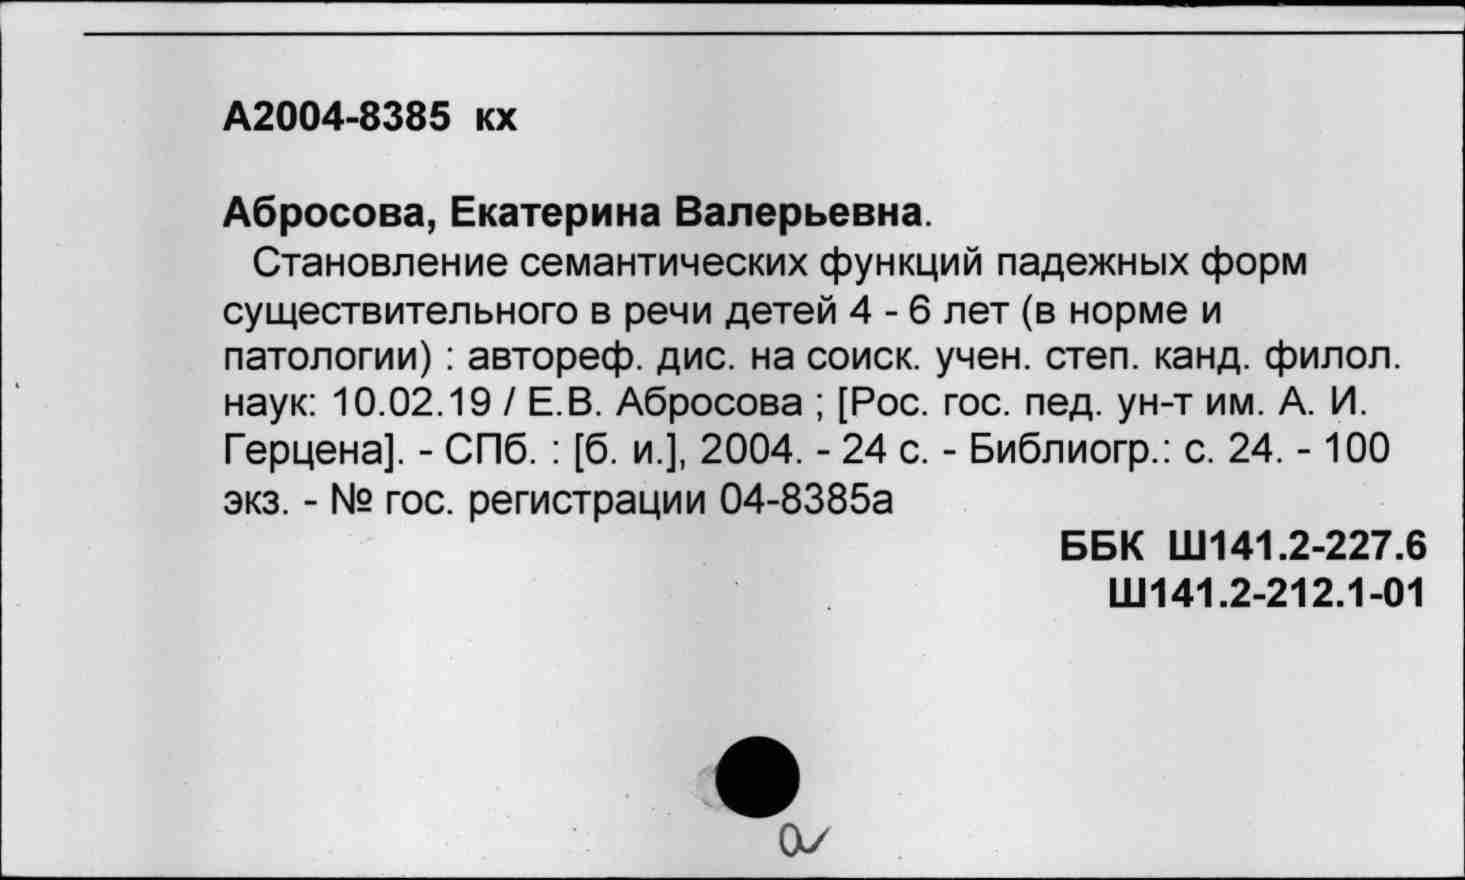 А2004-8385 кх
Абросова, Екатерина Валерьевна.
Становление семантических функций падежных форм
существительного в речи детей 4 - 6 лет (в норме и
патологии) : автореф. дис. на соиск. учен. степ. канд. филол.
наук: 10.02.19 / Е.В. Абросова ; [Рос. гос. пед. ун-т им. А. И.
Герцена]. - СПб. : [б. и.], 2004. - 24 с. - Библиогр.: с. 24. - 100
экз. - № гос. регистрации 04-8385а
ББК Ш141.2-227.6
Ш141.2-212.1-01